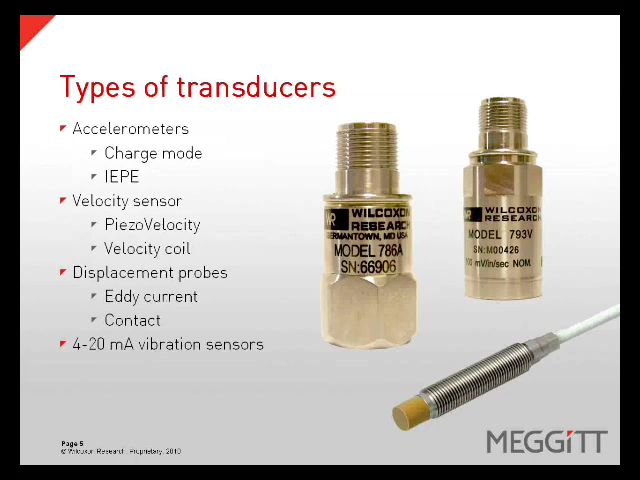 Types of transducers
Accelerometers
Charge mode
IEPE
Velocity sensor
PiezoVelocity
Velocity coil
Displacement probes
Eddy current
Contact
4-20 mA vibration sensors
WR WILCOXON
RESEARCH
GERMANTOWN, MD USA
MODEL 786A
SN:66906
WR WILCOXON
RESEARCH
MODEL 793V
SN:M00426
100 mV/in/sec NOM.
Page 5
© Wilcoxon Research, Proprietary, 2010
MEGGITT